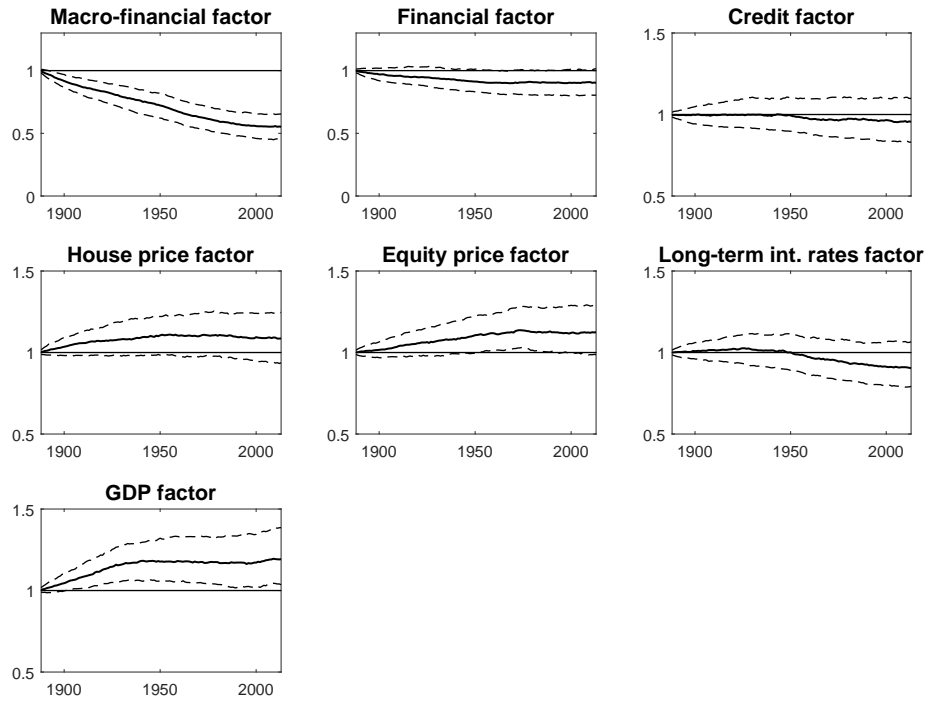 Macro-financial factor
1
0.5
0
1900 1950 2000
Financial factor
1
0.5
0
1900 1950 2000
Credit factor
1.5
1
0.5
1900 1950 2000
House price factor
1.5
1
0.5
1900 1950 2000
Equity price factor
1.5
1
0.5
1900 1950 2000
Long-term int. rates factor
1.5
1
0.5
1900 1950 2000
GDP factor
1.5
1
0.5
1900 1950 2000